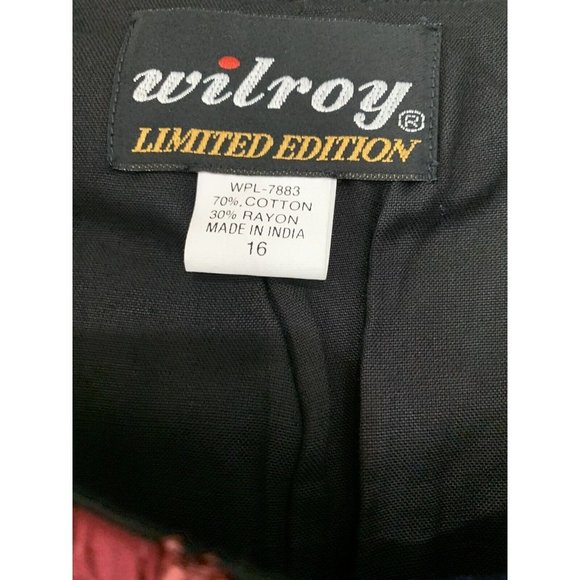 wilroy®
LIMITED EDITION
WPL-7883
70%, COTTON
30% RAYON
MADE IN INDIA
16